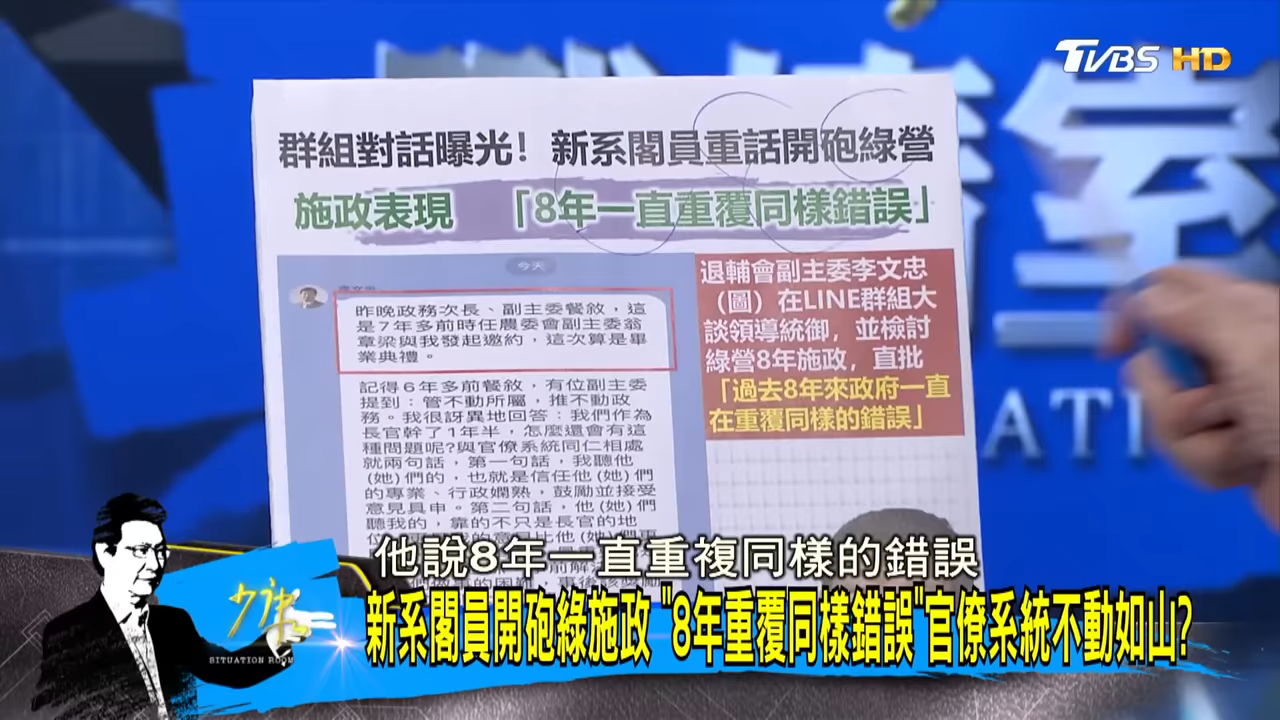 TVBS HD
群組對話曝光！新系閣員重話開砲綠營
施政表現 「8年一直重覆同樣錯誤」
今天
昨晚政務次長、副主委餐敘，這
是7年多前時任農委會副主委翁
章梁與我發起邀約，這次算是畢
業典禮。
記得6年多前餐敘，有位副主委
提到：管不動所屬，推不動政
務。我很訝異地回答：我們作為
長官幹了1年半，怎麼還會有這
種問題呢?與官僚系統同仁相處
就兩句話，第一句話，我聽他
(她)們的，也就是信任他(她)們
的專業、行政嫻熟，鼓勵並接受
意見具申。第二句話，他(她)們
聽我的，靠的不只是長官的地
退輔會副主委李文忠
（圖）在LINE群組大
談領導統御，並檢討
綠營8年施政，直批
「過去8年來政府一直
在重覆同樣的錯誤」
室
ATI
他說8年一直重複同樣的錯誤
新系閣員開砲綠施政 "8年重覆同樣錯誤"官僚系統不動如山?
少康
SITUATION ROOM